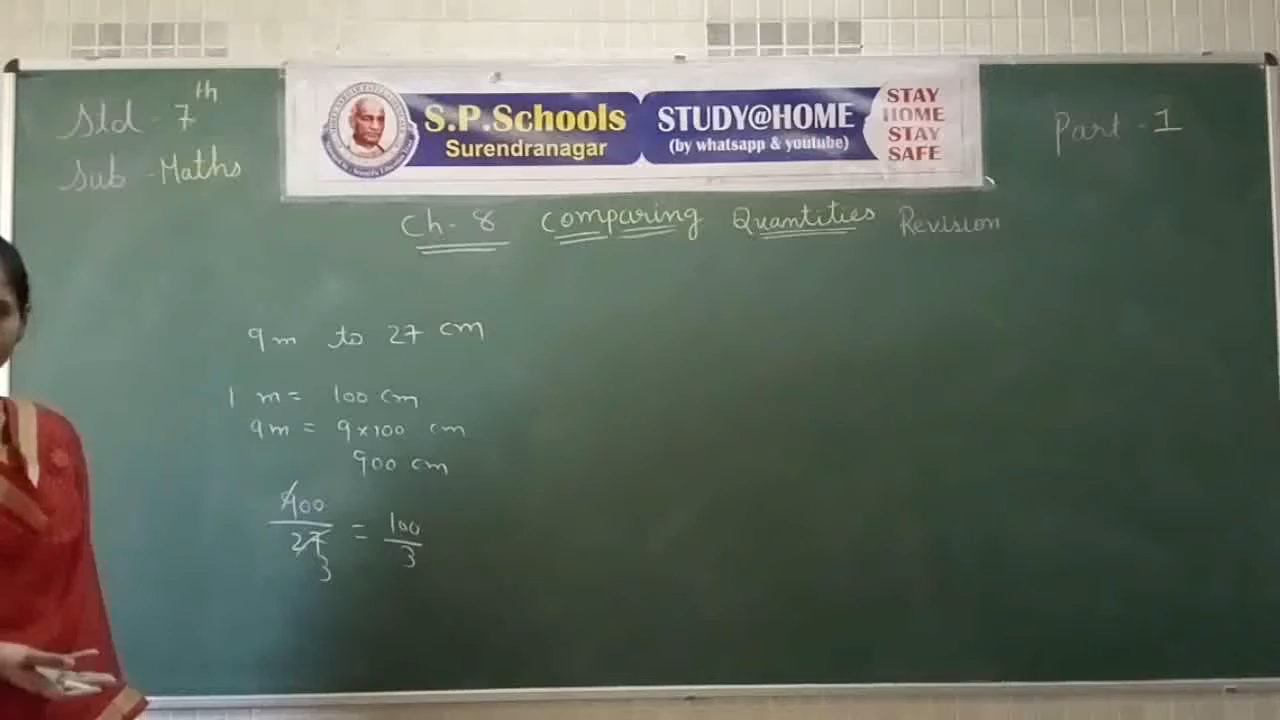 Std - 7th
Sub - Maths
S.P.Schools
Surendranagar
STUDY@HOME
(by whatsapp & youtube)
STAY
HOME
STAY
SAFE
Part - 1
Ch. - 8 Comparing Quantities Revision
9m to 27 cm
1 m = 100 cm
9m = 9 x 100 cm
900 cm
900/27 = 100/3
3